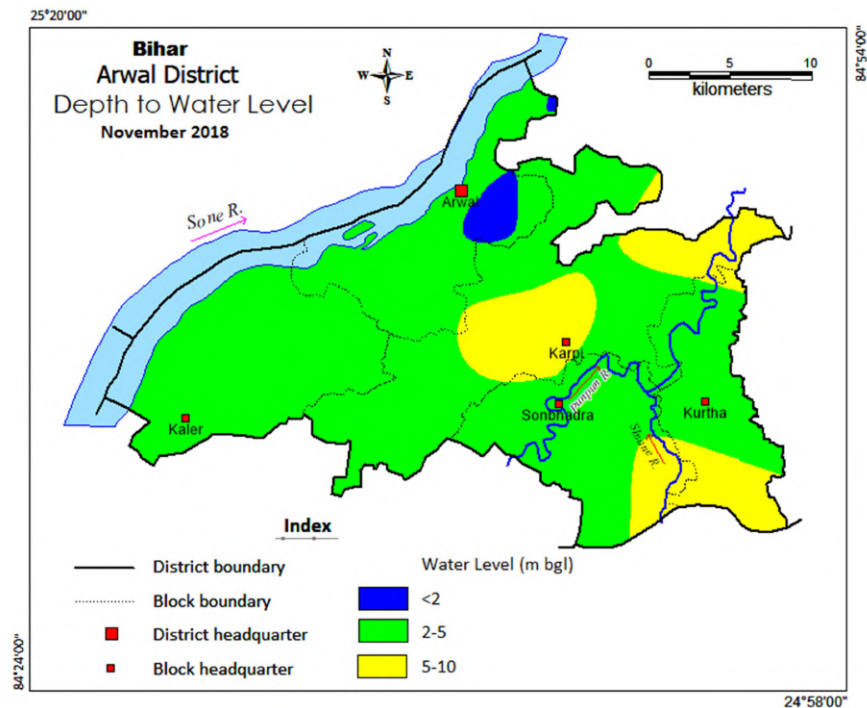 25°20'00"
84°54'00"
Bihar
Arwal District
Depth to Water Level
November 2018
N
W E
S
0 5 10
kilometers
Sone R.
Arwal
Karpi
Sonbhadra
punpun R.
Kaler
Kurtha
R.
Index
District boundary
Block boundary
District headquarter
Block headquarter
Water Level (m bgl)
<2
2-5
5-10
84°24'00"
24°58'00"